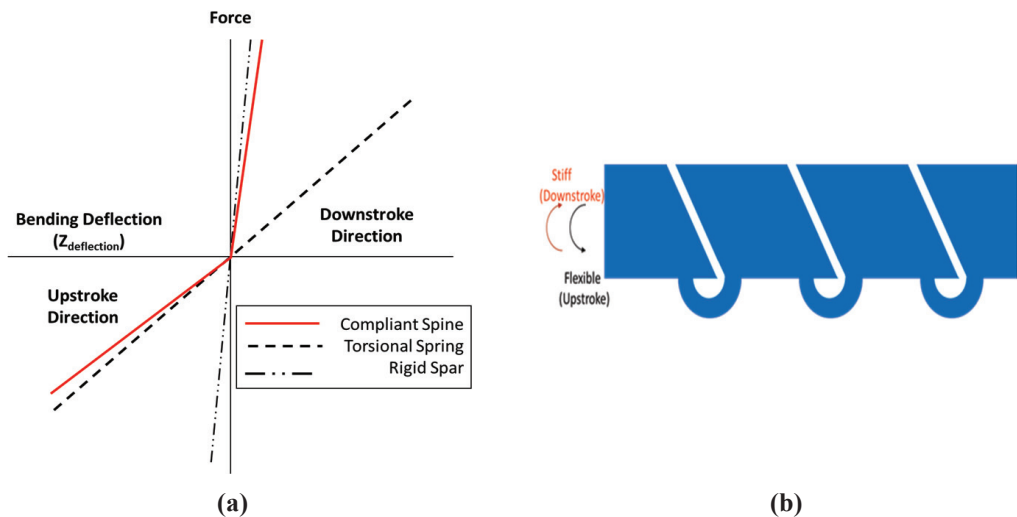 Force
Bending Deflection
(Zdeflection)
Downstroke
Direction
Upstroke
Direction
Compliant Spine
Torsional Spring
Rigid Spar
(a)
Stiff
(Downstroke)
Flexible
(Upstroke)
(b)